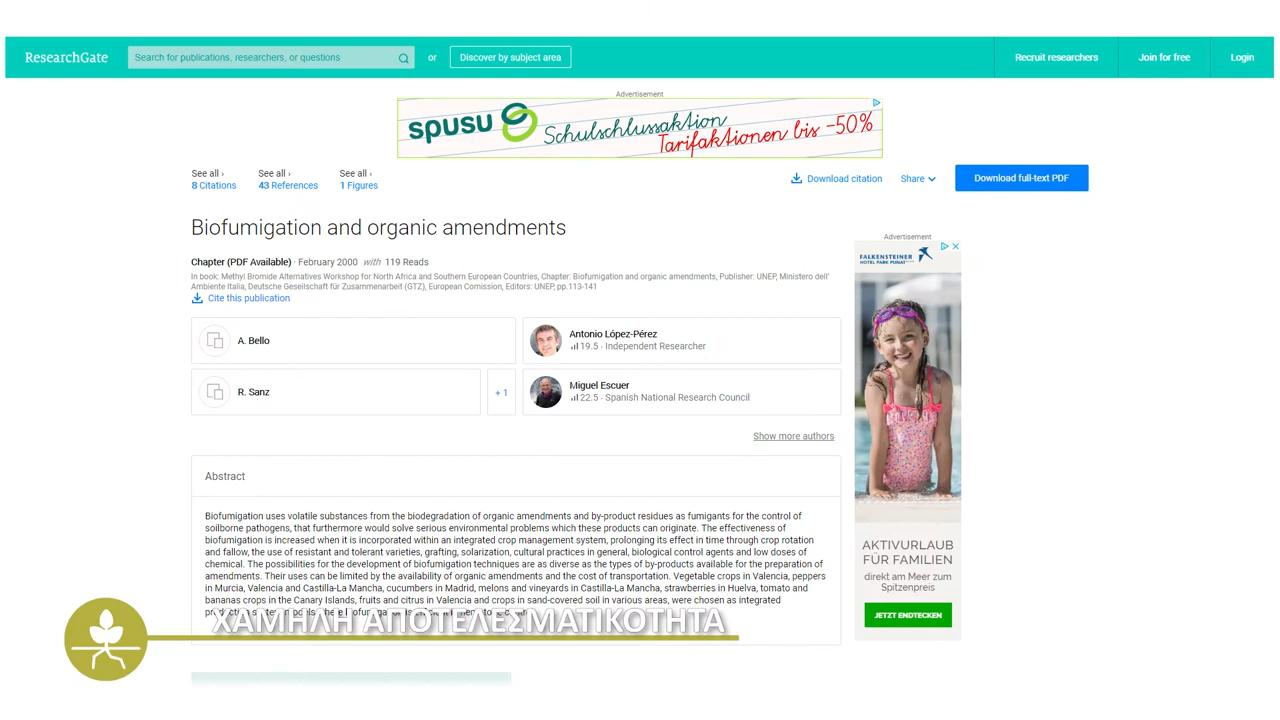 ResearchGate
Search for publications, researchers, or questions
or
Discover by subject area
Recruit researchers
Join for free
Login
Advertisement
spusu Schulschlussaktion
Tarifaktionen bis -50%
See all ›
8 Citations
See all ›
43 References
See all ›
1 Figures
Download citation
Share
Download full-text PDF
Biofumigation and organic amendments
Chapter (PDF Available) · February 2000 with 119 Reads
In book: Methyl Bromide Alternatives Workshop for North Africa and Southern European Countries, Chapter: Biofumigation and organic amendments, Publisher: UNEP, Ministero dell'
Ambiente Italia, Deutsche Geseilschaft für Zusammenarbeit (GTZ), European Comission, Editors: UNEP, pp.113-141
Cite this publication
A. Bello
Antonio López-Pérez
19.5 · Independent Researcher
R. Sanz
+ 1
Miguel Escuer
22.5 · Spanish National Research Council
Show more authors
Abstract
Biofumigation uses volatile substances from the biodegradation of organic amendments and by-product residues as fumigants for the control of
soilborne pathogens, that furthermore would solve serious environmental problems which these products can originate. The effectiveness of
biofumigation is increased when it is incorporated within an integrated crop management system, prolonging its effect in time through crop rotation
and fallow, the use of resistant and tolerant varieties, grafting, solarization, cultural practices in general, biological control agents and low doses of
chemical. The possibilities for the development of biofumigation techniques are as diverse as the types of by-products available for the preparation of
amendments. Their uses can be limited by the availability of organic amendments and the cost of transportation. Vegetable crops in Valencia, peppers
in Murcia, Valencia and Castilla-La Mancha, cucumbers in Madrid, melons and vineyards in Castilla-La Mancha, strawberries in Huelva, tomato and
bananas crops in the Canary Islands, fruits and citrus in Valencia and crops in sand-covered soil in various areas, were chosen as integrated
ΧΑΜΗΛΗ ΑΠΟΤΕΛΕΣΜΑΤΙΚΟΤΗΤΑ
Advertisement
FALKENSTEINER
HOTEL PARK PUNAT
AKTIVURLAUB
FÜR FAMILIEN
direkt am Meer zum
Spitzenpreis
JETZT ENDTECKEN